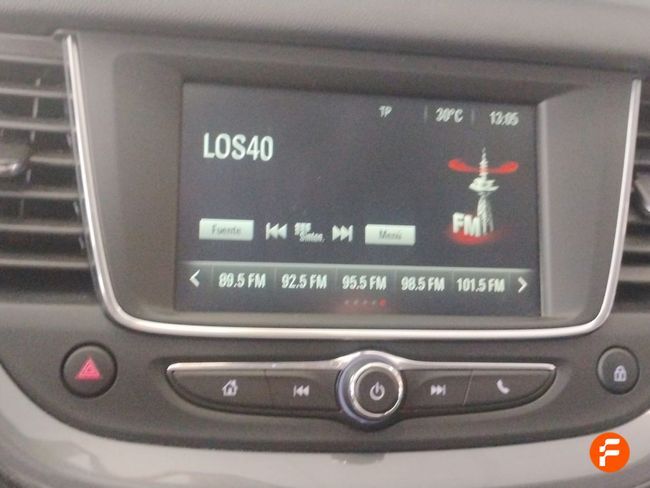 TP 30°C 13:05
LOS40
FM
Fuente Sinton. Menú
89.5 FM 92.5 FM 95.5 FM 98.5 FM 101.5 FM